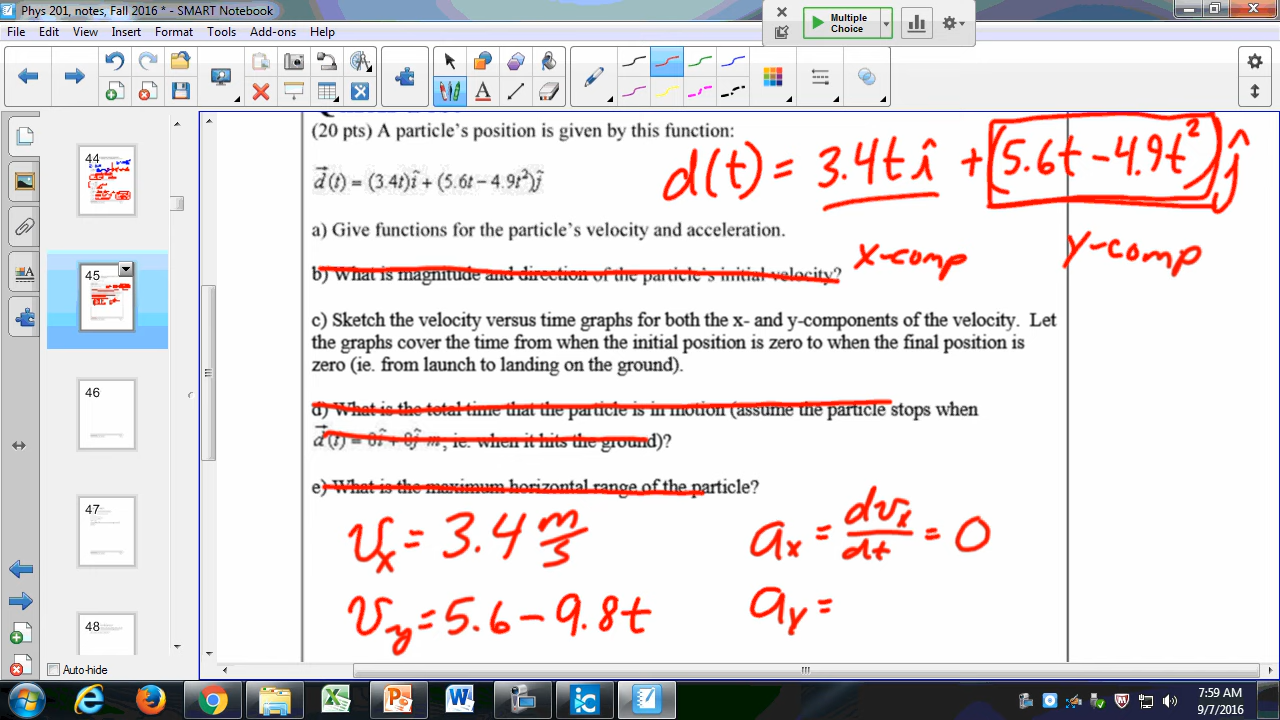 Phys 201, notes, Fall 2016 * - SMART Notebook
Multiple
Choice
File Edit View Insert Format Tools Add-ons Help
44
45
46
47
48
Auto-hide
(20 pts) A particle's position is given by this function:
d⃗(t) = (3.4t)î + (5.6t − 4.9t²)ĵ
d(t) = 3.4t î + (5.6t − 4.9t²) ĵ
a) Give functions for the particle's velocity and acceleration.
x-comp
y-comp
b) What is magnitude and direction of the particle's initial velocity?
c) Sketch the velocity versus time graphs for both the x- and y-components of the velocity. Let
the graphs cover the time from when the initial position is zero to when the final position is
zero (ie. from launch to landing on the ground).
d) What is the total time that the particle is in motion (assume the particle stops when
d⃗(t) = 0î + 0ĵ m, ie. when it hits the ground)?
e) What is the maximum horizontal range of the particle?
v_x = 3.4 m/s
a_x = dv_x/dt = 0
v_y = 5.6 − 9.8t
a_y =
7:59 AM
9/7/2016